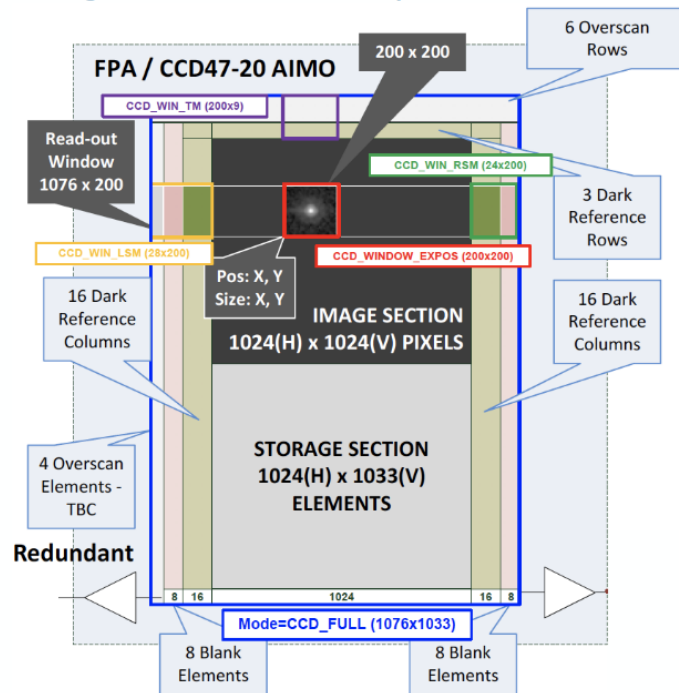 6 Overscan
Rows
200 x 200
FPA / CCD47-20 AIMO
CCD_WIN_TM (200x9)
Read-out
Window
1076 x 200
CCD_WIN_RSM (24x200)
3 Dark
Reference
Rows
CCD_WIN_LSM (28x200)
CCD_WINDOW_EXPOS (200x200)
Pos: X, Y
Size: X, Y
16 Dark
Reference
Columns
IMAGE SECTION
1024(H) x 1024(V) PIXELS
16 Dark
Reference
Columns
STORAGE SECTION
1024(H) x 1033(V)
ELEMENTS
4 Overscan
Elements -
TBC
Redundant
8 16 1024 16 8
Mode=CCD_FULL (1076x1033)
8 Blank
Elements
8 Blank
Elements